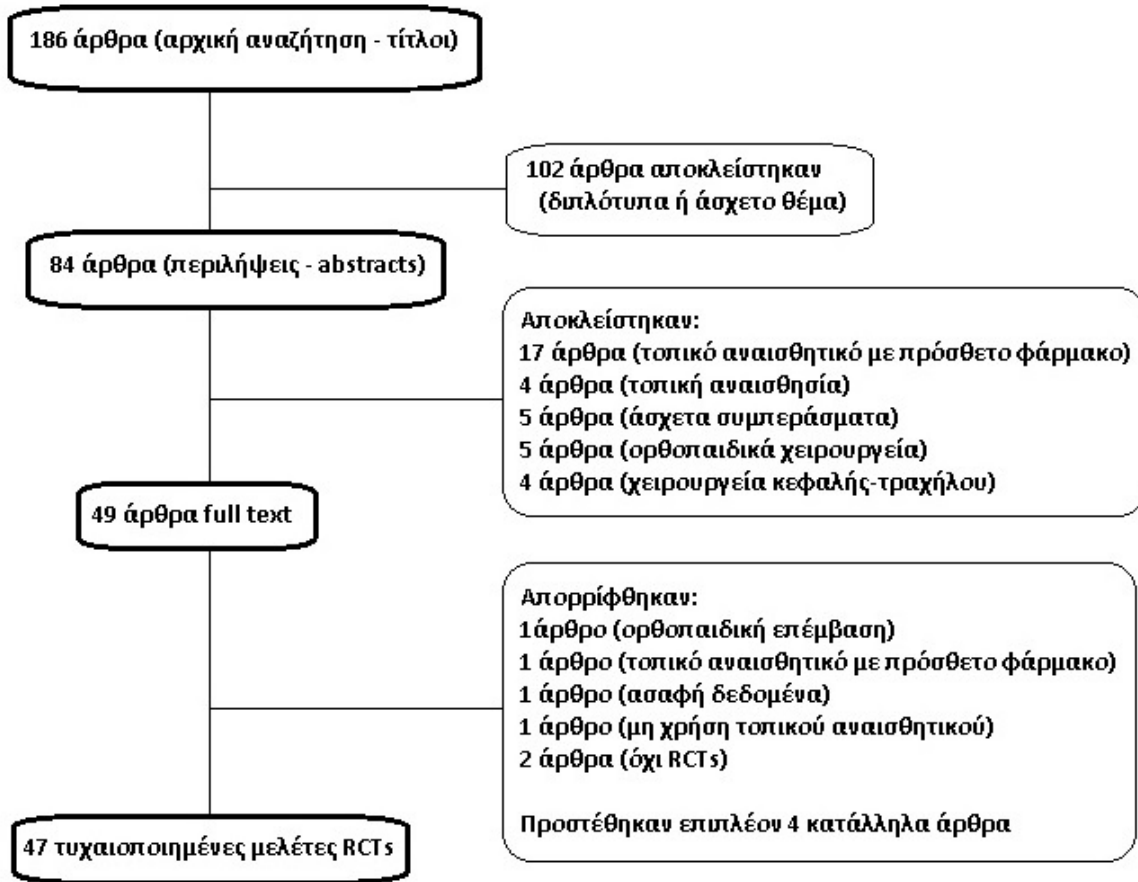 186 άρθρα (αρχική αναζήτηση - τίτλοι)
102 άρθρα αποκλείστηκαν
(διπλότυπα ή άσχετο θέμα)
84 άρθρα (περιλήψεις - abstracts)
Αποκλείστηκαν:
17 άρθρα (τοπικό αναισθητικό με πρόσθετο φάρμακο)
4 άρθρα (τοπική αναισθησία)
5 άρθρα (άσχετα συμπεράσματα)
5 άρθρα (ορθοπαιδικά χειρουργεία)
4 άρθρα (χειρουργεία κεφαλής-τραχήλου)
49 άρθρα full text
Απορρίφθηκαν:
1άρθρο (ορθοπαιδική επέμβαση)
1 άρθρο (τοπικό αναισθητικό με πρόσθετο φάρμακο)
1 άρθρο (ασαφή δεδομένα)
1 άρθρο (μη χρήση τοπικού αναισθητικού)
2 άρθρα (όχι RCTs)
Προστέθηκαν επιπλέον 4 κατάλληλα άρθρα
47 τυχαιοποιημένες μελέτες RCTs